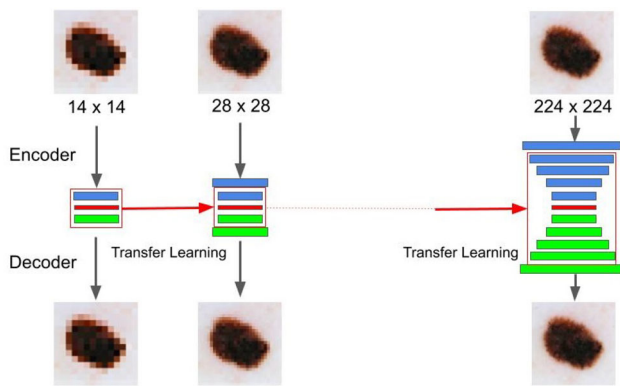 14 x 14
28 x 28
224 x 224
Encoder
Transfer Learning
Transfer Learning
Decoder